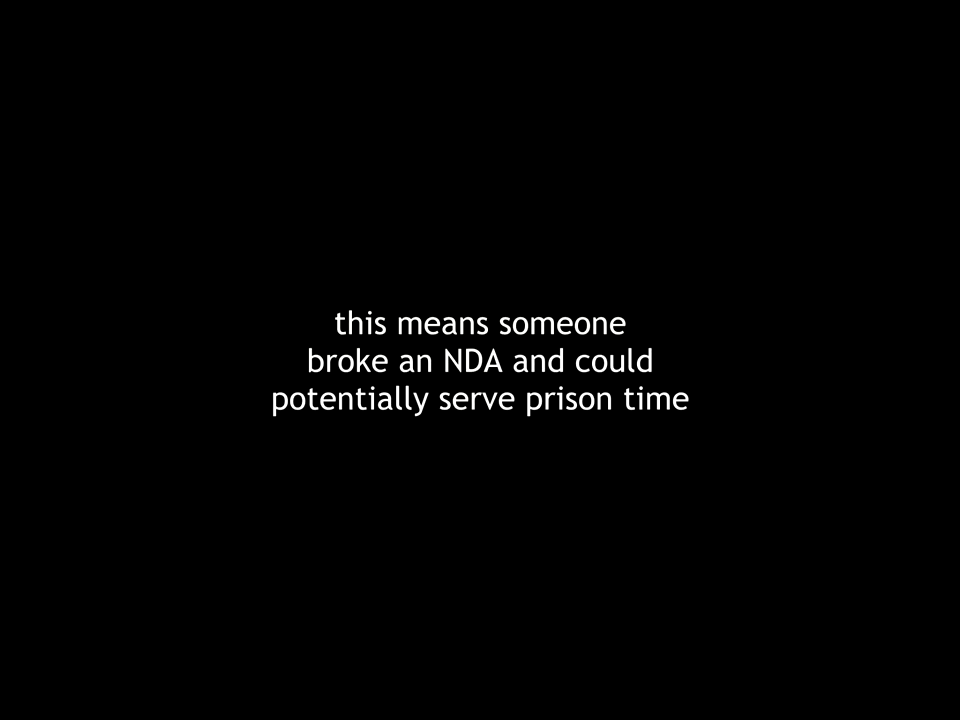 this means someone
broke an NDA and could
potentially serve prison time